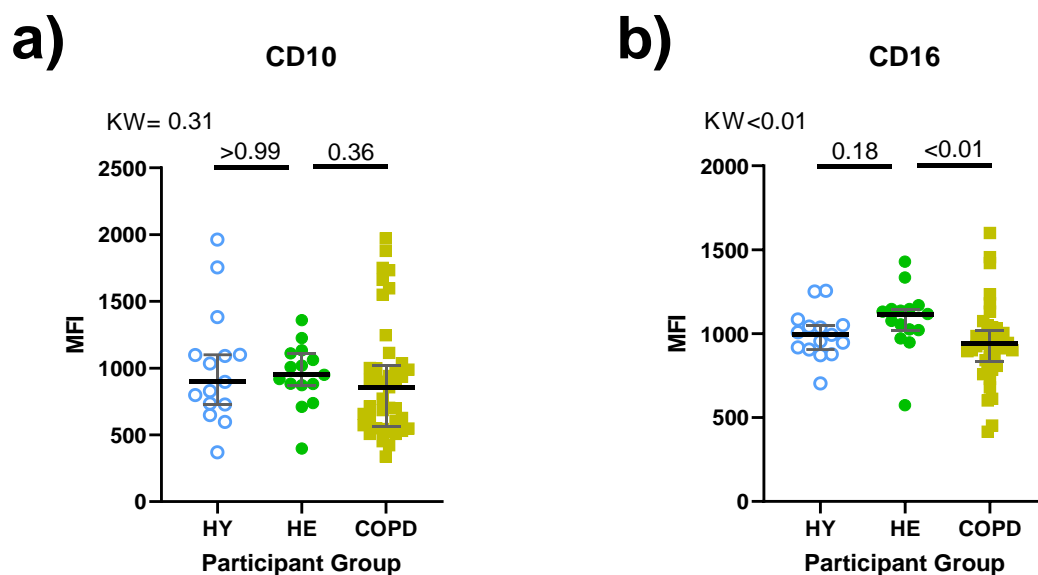 a)
CD10
KW= 0.31
>0.99
0.36
2500
2000
1500
1000
500
0
MFI
HY
HE
COPD
Participant Group
b)
CD16
KW<0.01
0.18
<0.01
2000
1500
1000
500
0
MFI
HY
HE
COPD
Participant Group